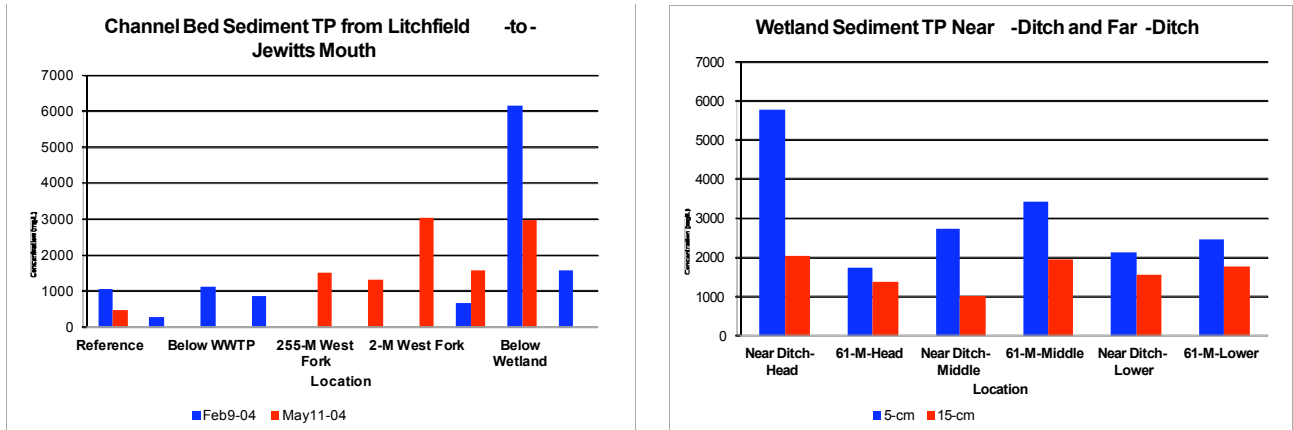 Channel Bed Sediment TP from Litchfield -to-
Jewitts Mouth
7000
6000
5000
4000
3000
2000
1000
0
Reference
Below WWTP
255-M West
Fork
2-M West Fork
Below
Wetland
Location
Feb9-04
May11-04
Wetland Sediment TP Near -Ditch and Far -Ditch
7000
6000
5000
4000
3000
2000
1000
0
Near Ditch-
Head
61-M-Head
Near Ditch-
Middle
61-M-Middle
Near Ditch-
Lower
61-M-Lower
Location
5-cm
15-cm